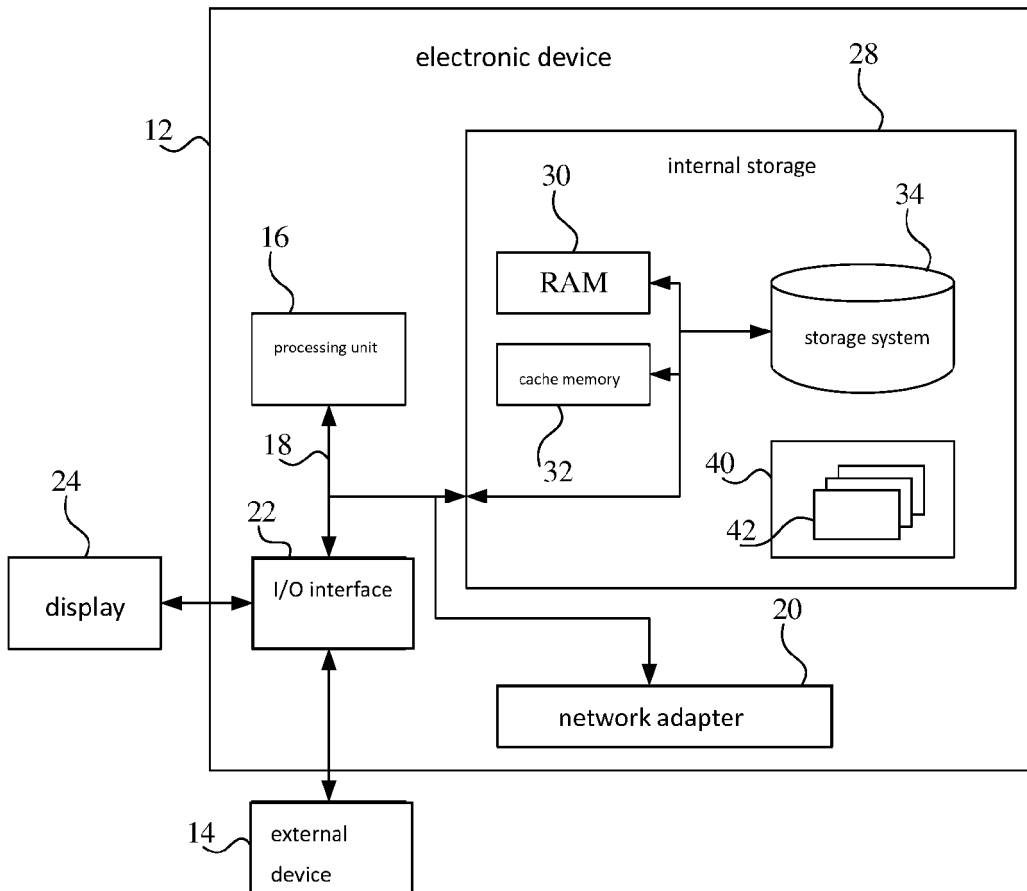 electronic device
28
12
internal storage
30
34
16
RAM
storage system
processing unit
cache memory
18
32
24
22
40
42
I/O interface
display
20
network adapter
14
external
device